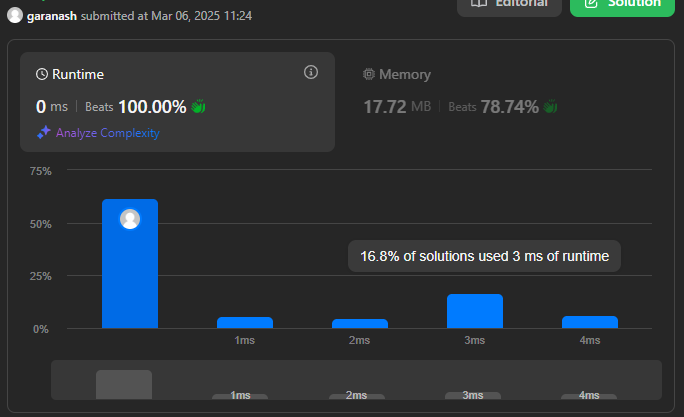 garanash submitted at Mar 06, 2025 11:24
Editorial
Solution
Runtime
0 ms | Beats 100.00%
Analyze Complexity
Memory
17.72 MB | Beats 78.74%
75%
50%
25%
0%
16.8% of solutions used 3 ms of runtime
1ms 2ms 3ms 4ms
1ms 2ms 3ms 4ms